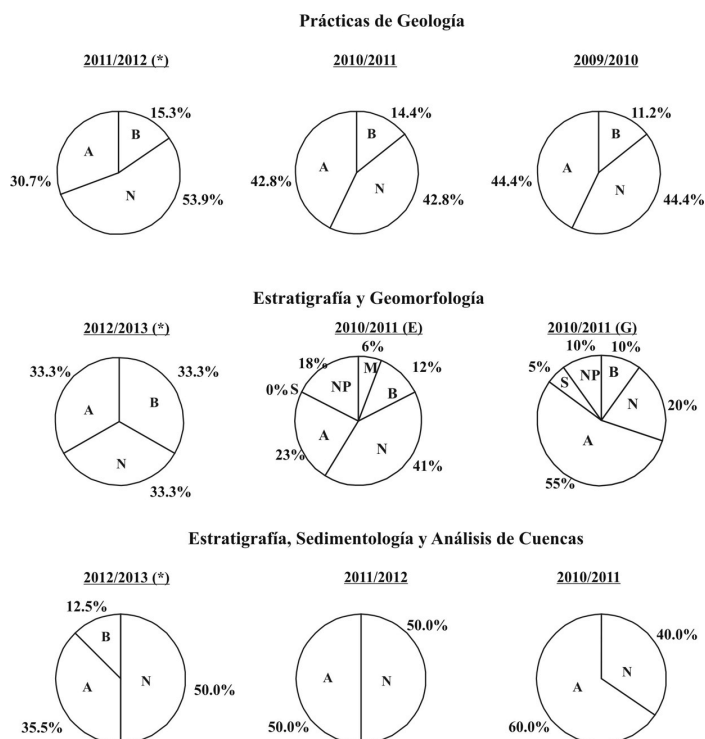 Prácticas de Geología
2011/2012 (*)
2010/2011
2009/2010
15.3%
B
A
30.7%
N
53.9%
14.4%
B
A
42.8%
N
42.8%
11.2%
B
A
44.4%
N
44.4%
Estratigrafía y Geomorfología
2012/2013 (*)
2010/2011 (E)
2010/2011 (G)
33.3%
33.3%
A
B
N
33.3%
6%
18%
M
12%
NP
0% S
B
A
N
23%
41%
10%
10%
5%
NP
B
S
N
20%
A
55%
Estratigrafía, Sedimentología y Análisis de Cuencas
2012/2013 (*)
2011/2012
2010/2011
12.5%
B
A
N
50.0%
35.5%
50.0%
A
N
50.0%
40.0%
N
A
60.0%